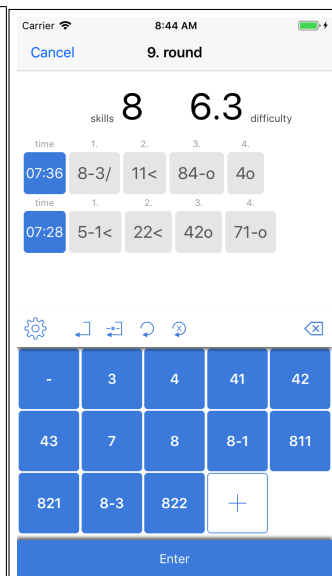 Carrier 8:44 AM
Cancel 9. round
skills 8 6.3 difficulty
time 1. 2. 3. 4.
07:36 8-3/ 11< 84-o 4o
time 1. 2. 3. 4.
07:28 5-1< 22< 42o 71-o
- 3 4 41 42
43 7 8 8-1 811
821 8-3 822 +
Enter